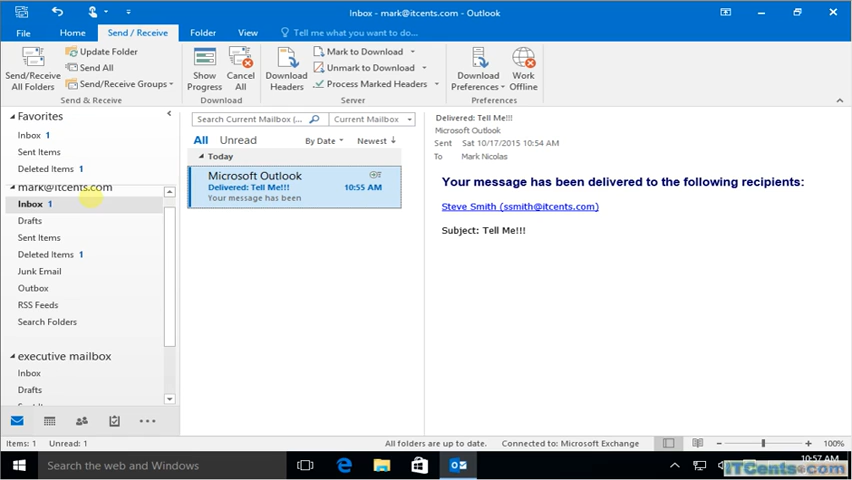 Inbox - mark@itcents.com - Outlook
File Home Send / Receive Folder View Tell me what you want to do...
Send/Receive All Folders
Update Folder
Send All
Send/Receive Groups
Send & Receive
Show Progress
Cancel All
Download
Download Headers
Mark to Download
Unmark to Download
Process Marked Headers
Server
Download Preferences
Work Offline
Preferences
Favorites
Inbox 1
Sent Items
Deleted Items 1
mark@itcents.com
Inbox 1
Drafts
Sent Items
Deleted Items 1
Junk Email
Outbox
RSS Feeds
Search Folders
executive mailbox
Inbox
Drafts
Search Current Mailbox (... Current Mailbox
All Unread By Date Newest
Today
Microsoft Outlook
Delivered: Tell Me!!! 10:55 AM
Your message has been
Delivered: Tell Me!!!
Microsoft Outlook
Sent Sat 10/17/2015 10:54 AM
To Mark Nicolas
Your message has been delivered to the following recipients:
Steve Smith (ssmith@itcents.com)
Subject: Tell Me!!!
Items: 1 Unread: 1 All folders are up to date. Connected to: Microsoft Exchange 100%
Search the web and Windows
10:57 AM
ITCents.com